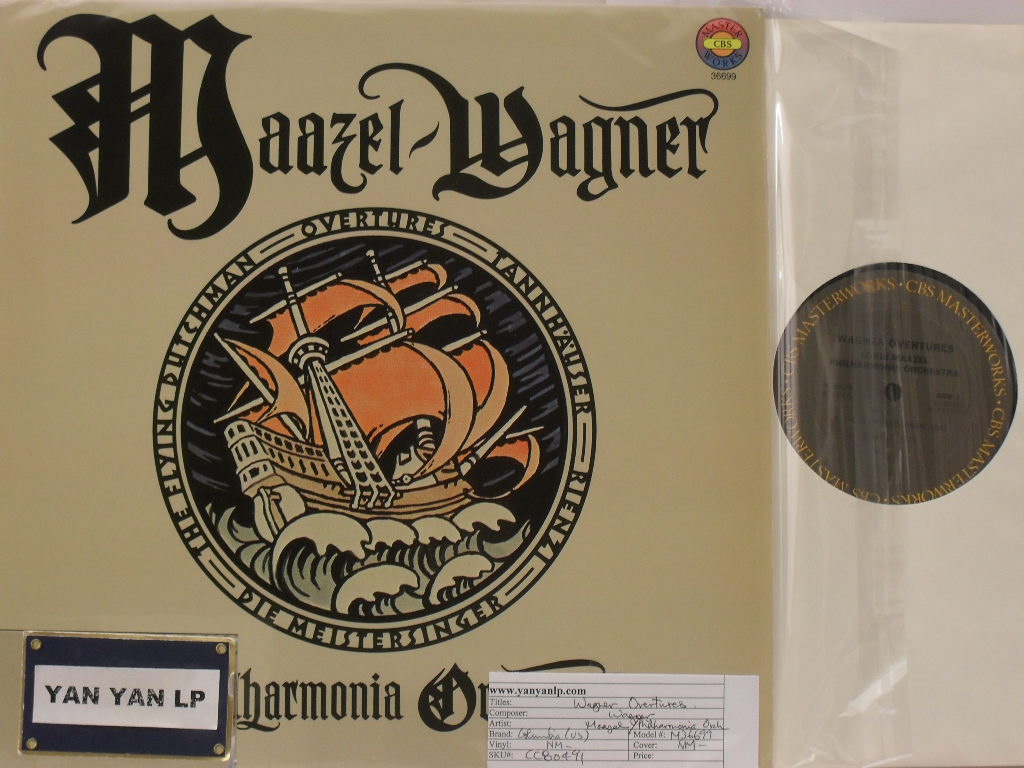 Maazel-Wagner
MASTER
CBS
WORKS
36699
OVERTURES
TANNHÄUSER
RIENZI
DIE MEISTERSINGER
THE FLYING DUTCHMAN
CBS MASTERWORKS · CBS MASTERWORKS · CBS MASTERWORKS ·
WAGNER OVERTURES
LORIN MAAZEL
PHILHARMONIA ORCHESTRA
YAN YAN LP
lharmonia Or
www.yanyanlp.com
Titles: Wagner Overtures
Composer: Wagner
Artist: Maazel / Philharmonia Orch
Brand: Columbia (US) Model #: M36699
Vinyl: NM- Cover: NM-
SKU#: CC80491 Price: